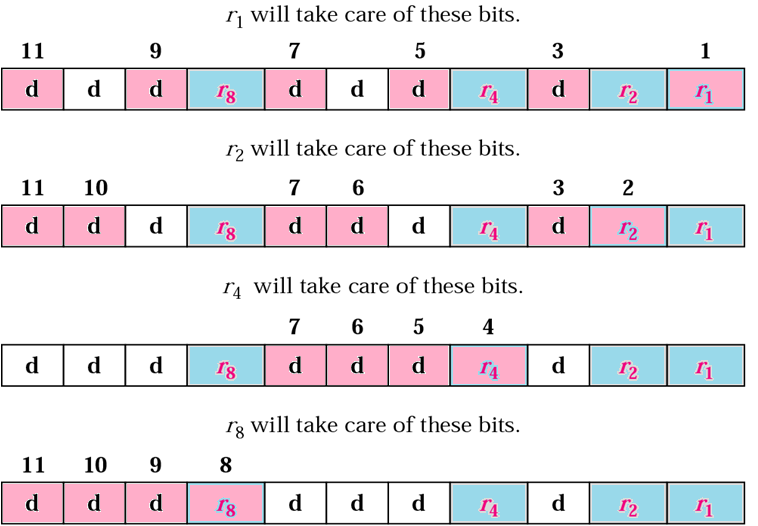 r1 will take care of these bits.
11 9 7 5 3 1
d d d r8 d d d r4 d r2 r1
r2 will take care of these bits.
11 10 7 6 3 2
d d d r8 d d d r4 d r2 r1
r4 will take care of these bits.
7 6 5 4
d d d r8 d d d r4 d r2 r1
r8 will take care of these bits.
11 10 9 8
d d d r8 d d d r4 d r2 r1